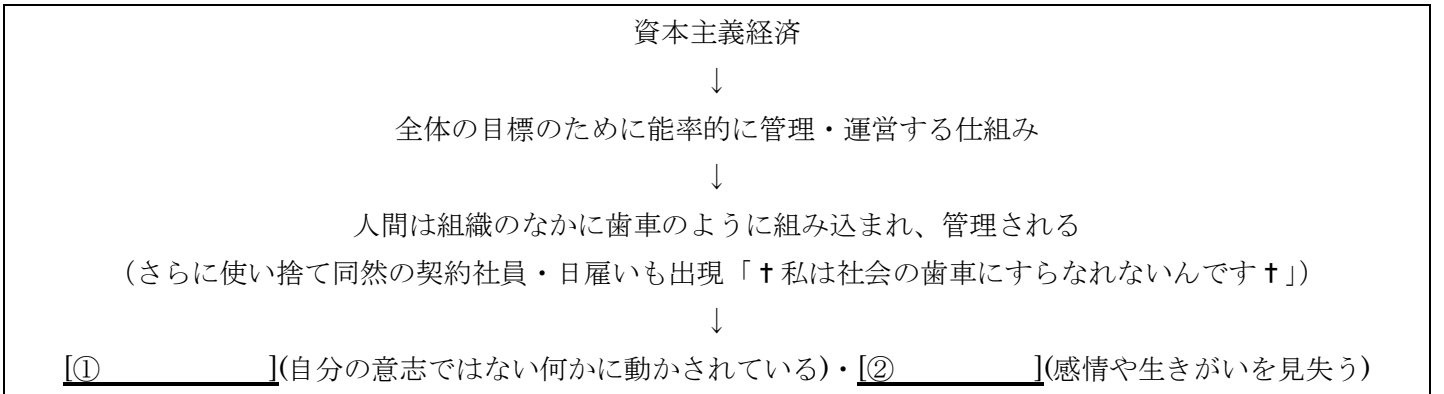 資本主義経済
↓
全体の目標のために能率的に管理・運営する仕組み
↓
人間は組織のなかに歯車のように組み込まれ、管理される
(さらに使い捨て同然の契約社員・日雇いも出現「✝私は社会の歯車にすらなれないんです✝」)
↓
[①                ](自分の意志ではない何かに動かされている)・[②                ](感情や生きがいを見失う)